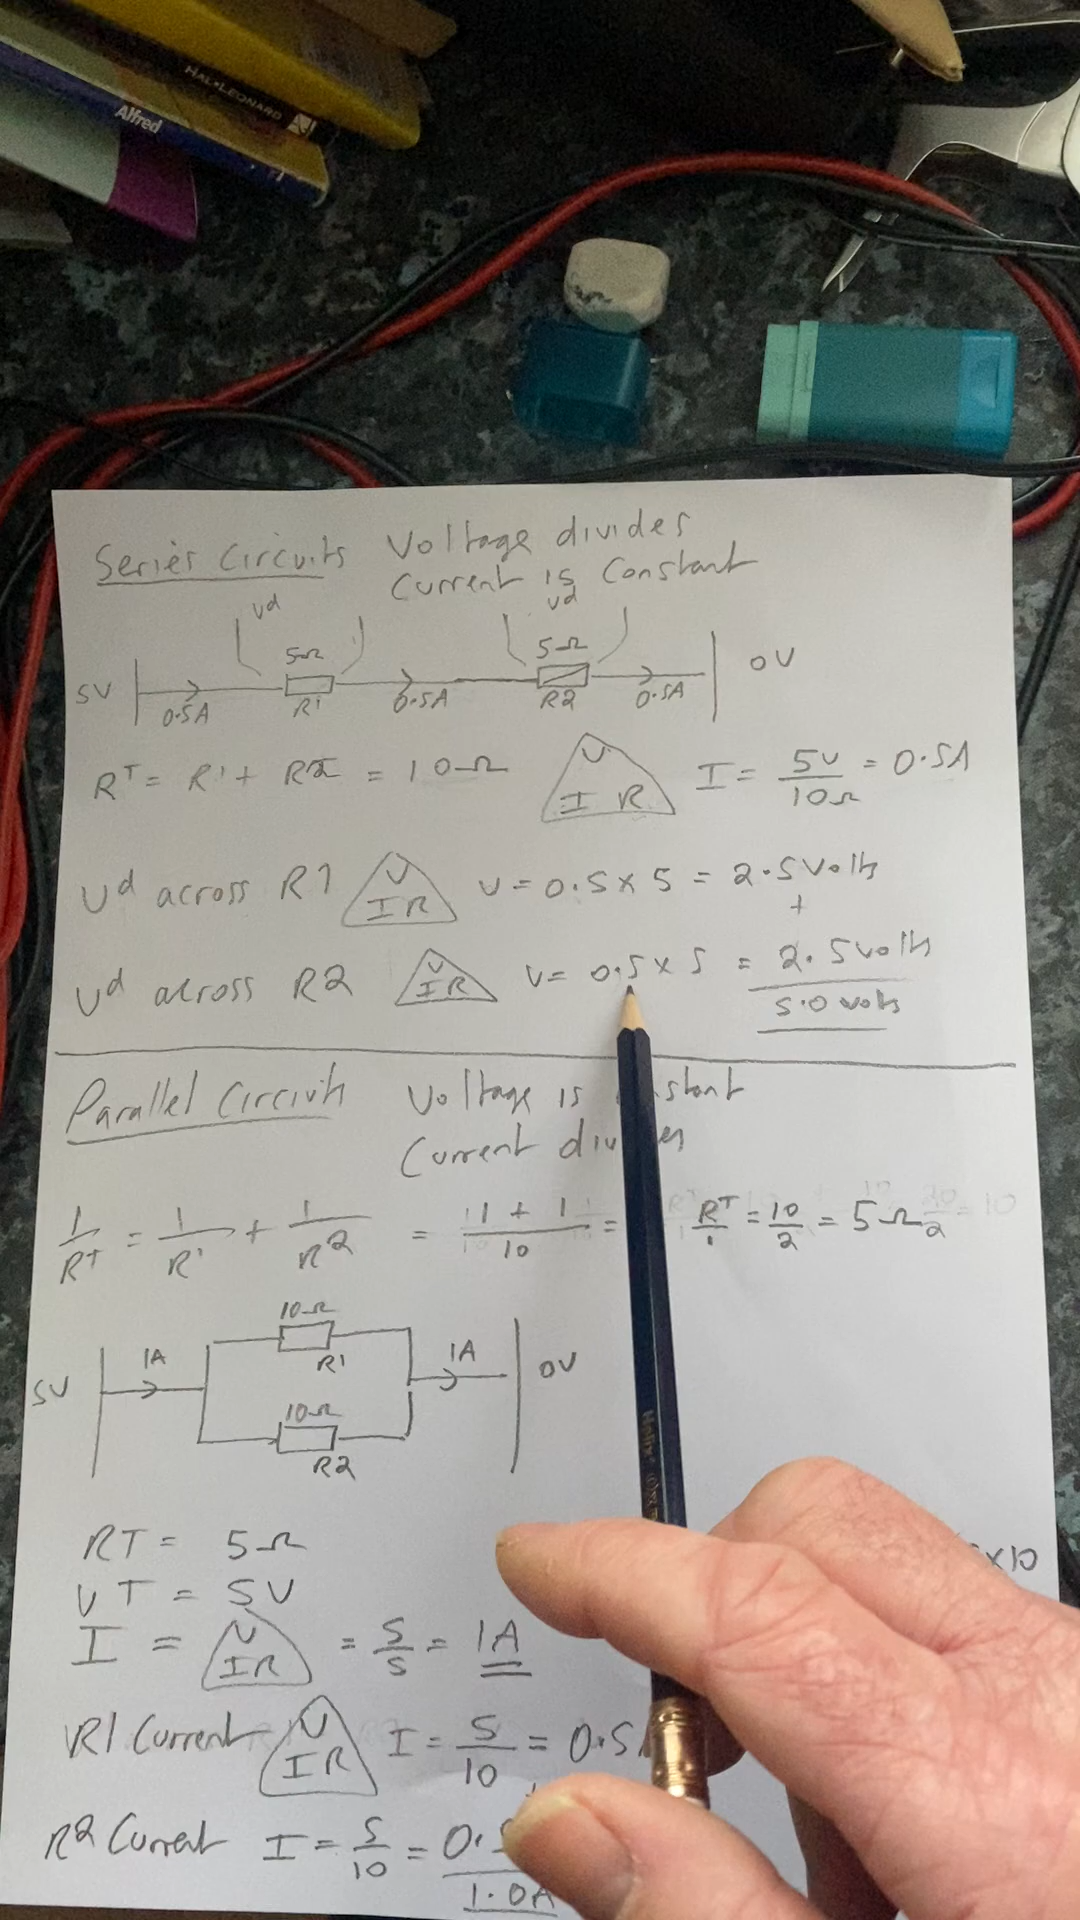 HAL•LEONARD
Alfred
Series Circuits Voltage divides
Current is Constant
Vd Vd
5Ω 5Ω
5V 0V
0.5A R1 0.5A R2 0.5A
RT = R1 + R2 = 10Ω V I R I = 5V/10Ω = 0.5A
Vd across R1 V I R V = 0.5 x 5 = 2.5 Volts
+
Vd across R2 V I R V = 0.5 x 5 = 2.5 volts
5.0 volts
Parallel Circuits Voltage is
Current
1/RT = 1/R1 + 1/R2 = 1 + 1/10 = RT/1 = 10/2 = 5Ω
10Ω
1A R1 1A
5V 0V
10Ω
R2
RT = 5Ω
x10
VT = 5V
I = V I R = 5/5 = 1A
R1 Current V I R I = 5/10 = 0.5
R2 Current I = 5/10 = 0.
1.0A
Helix